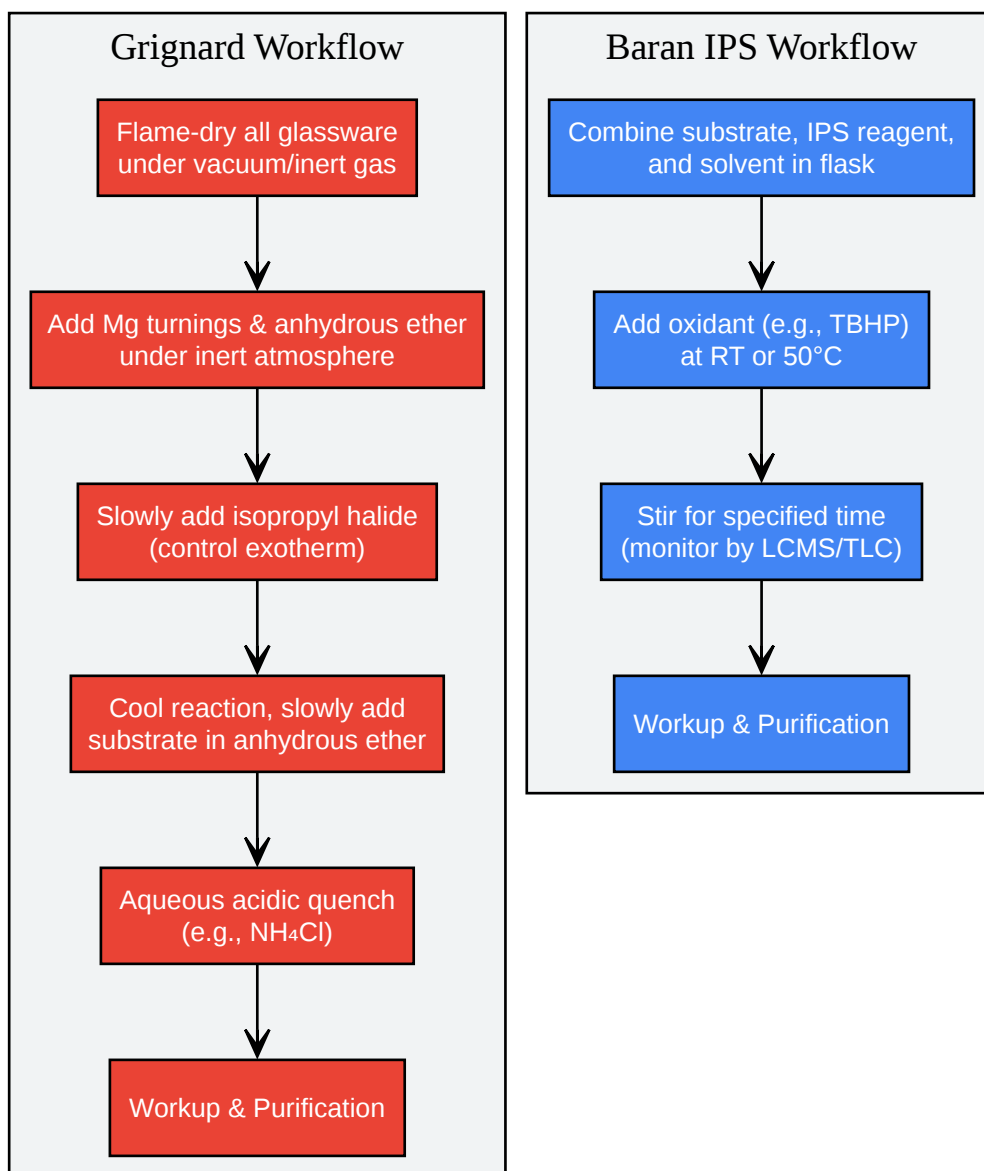 Grignard Workflow
Flame-dry all glassware
under vacuum/inert gas
Add Mg turnings & anhydrous ether
under inert atmosphere
Slowly add isopropyl halide
(control exotherm)
Cool reaction, slowly add
substrate in anhydrous ether
Aqueous acidic quench
(e.g., NH₄Cl)
Workup & Purification
Baran IPS Workflow
Combine substrate, IPS reagent,
and solvent in flask
Add oxidant (e.g., TBHP)
at RT or 50°C
Stir for specified time
(monitor by LCMS/TLC)
Workup & Purification